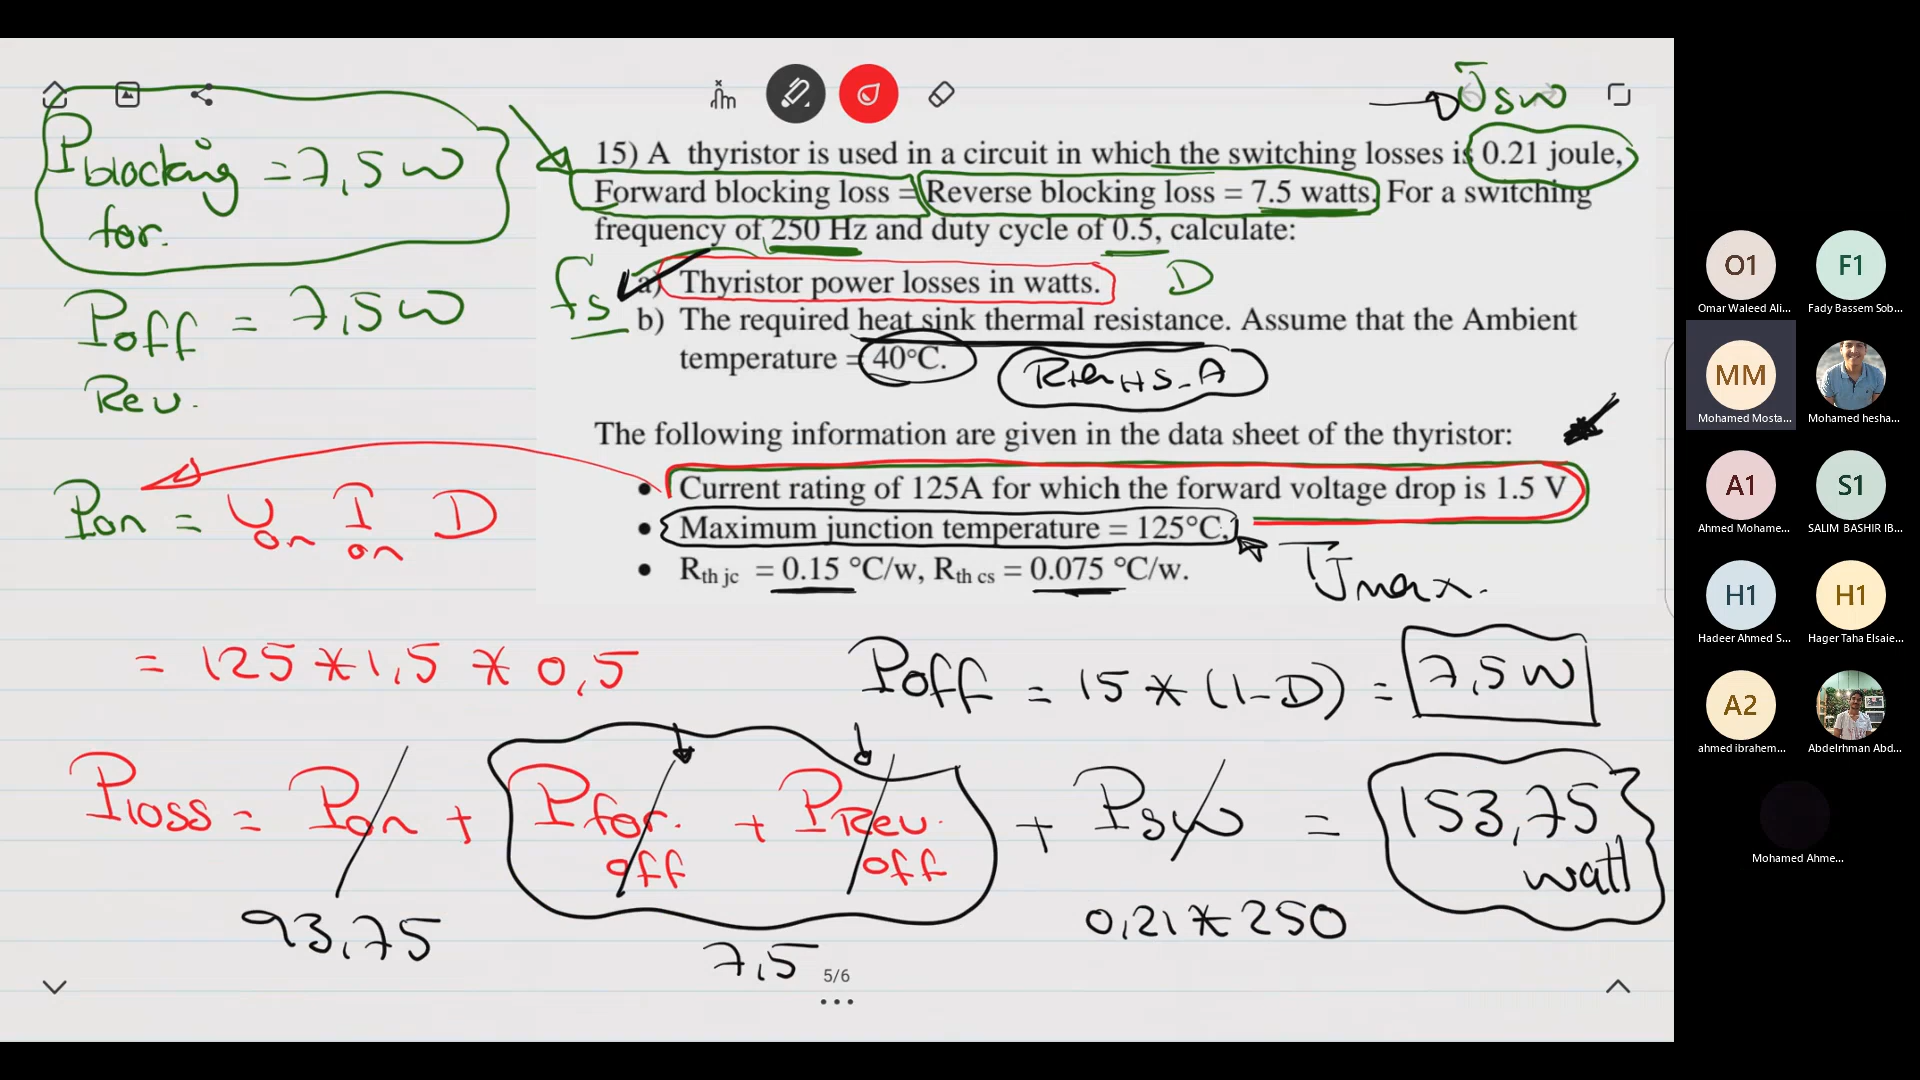 J̄sw
15) A thyristor is used in a circuit in which the switching losses is 0.21 joule,
Forward blocking loss = Reverse blocking loss = 7.5 watts. For a switching
frequency of 250 Hz and duty cycle of 0.5, calculate:
fs
D
a) Thyristor power losses in watts.
b) The required heat sink thermal resistance. Assume that the Ambient
temperature = 40°C.
Rth HS-A
The following information are given in the data sheet of the thyristor:
• Current rating of 125A for which the forward voltage drop is 1.5 V
• Maximum junction temperature = 125°C,
• Rth jc = 0.15 °C/w, Rth cs = 0.075 °C/w.
TJmax.
Pblocking = 7,5 W
for.
Poff = 7,5 W
Rev.
Pon = Von Ion D
= 125 * 1,5 * 0,5
Poff = 15 * (1-D) = 7,5 W
Ploss = Pon + Pfor. off + PRev. off + Psw = 153,75 watt
93,75
7,5
0,21 * 250
5/6
O1
F1
Omar Waleed Ali...
Fady Bassem Sob...
MM
Mohamed Mosta...
Mohamed hesha...
A1
S1
Ahmed Mohame...
SALIM BASHIR IB...
H1
H1
Hadeer Ahmed S...
Hager Taha Elsaie...
A2
ahmed ibrahem...
Abdelrhman Abd...
Mohamed Ahme...